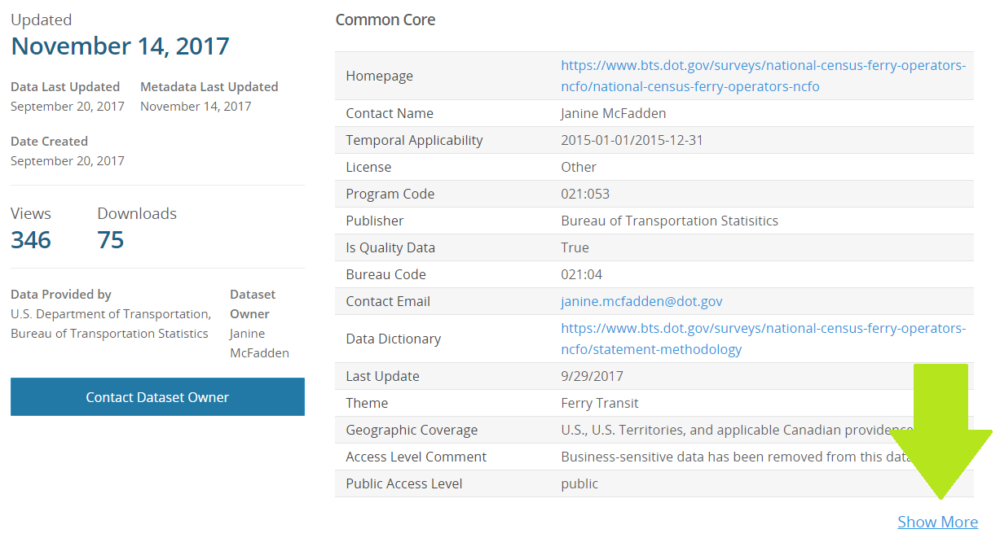 Updated
November 14, 2017
Data Last Updated Metadata Last Updated
September 20, 2017 November 14, 2017
Date Created
September 20, 2017
Views Downloads
346 75
Data Provided by
U.S. Department of Transportation,
Bureau of Transportation Statistics
Dataset
Owner
Janine
McFadden
Contact Dataset Owner
Common Core
Homepage https://www.bts.dot.gov/surveys/national-census-ferry-operators-
ncfo/national-census-ferry-operators-ncfo
Contact Name Janine McFadden
Temporal Applicability 2015-01-01/2015-12-31
License Other
Program Code 021:053
Publisher Bureau of Transportation Statisitics
Is Quality Data True
Bureau Code 021:04
Contact Email janine.mcfadden@dot.gov
Data Dictionary https://www.bts.dot.gov/surveys/national-census-ferry-operators-
ncfo/statement-methodology
Last Update 9/29/2017
Theme Ferry Transit
Geographic Coverage U.S., U.S. Territories, and applicable Canadian providence
Access Level Comment Business-sensitive data has been removed from this data
Public Access Level public
Show More